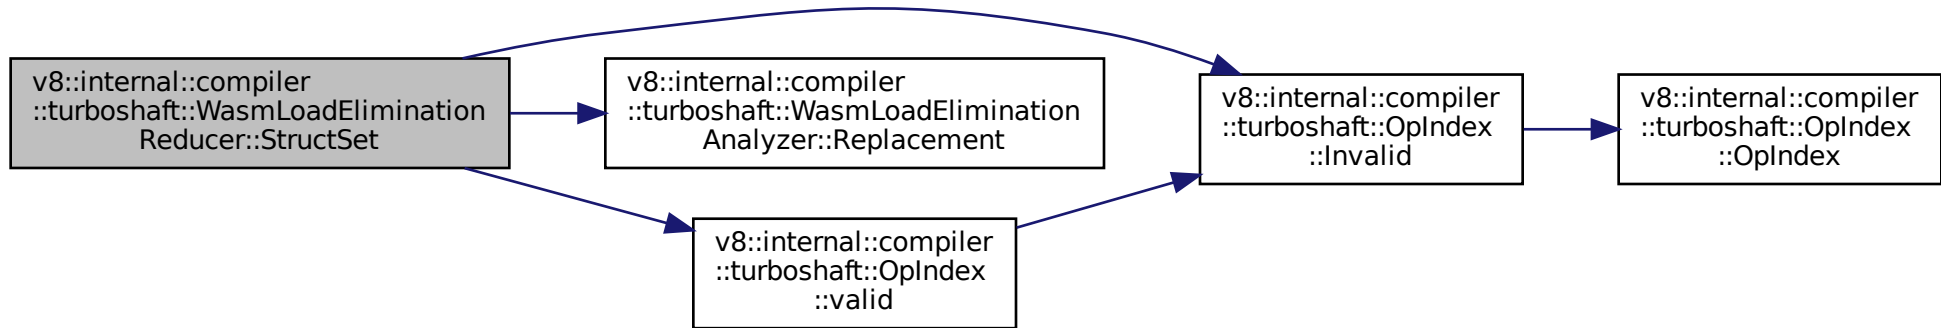 v8::internal::compiler
::turboshaft::WasmLoadElimination
Reducer::StructSet
v8::internal::compiler
::turboshaft::WasmLoadElimination
Analyzer::Replacement
v8::internal::compiler
::turboshaft::OpIndex
::Invalid
v8::internal::compiler
::turboshaft::OpIndex
::OpIndex
v8::internal::compiler
::turboshaft::OpIndex
::valid